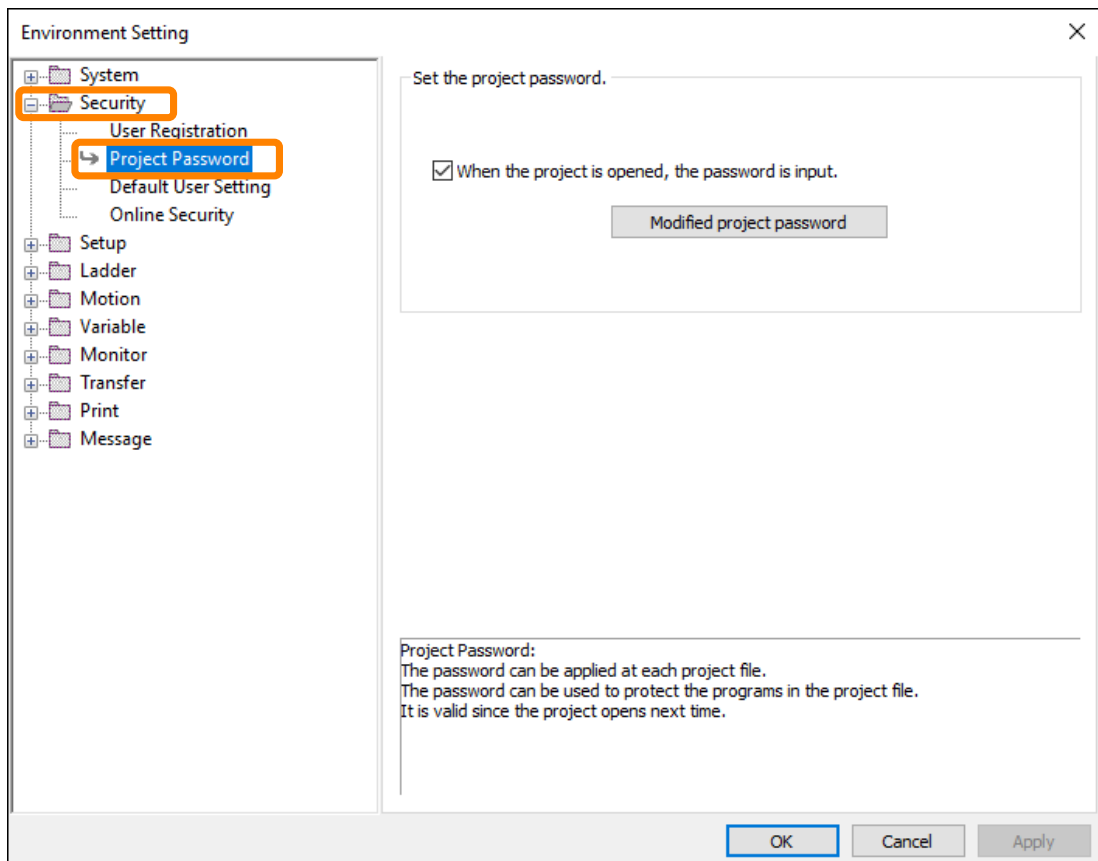 Environment Setting
System
Security
User Registration
Project Password
Default User Setting
Online Security
Setup
Ladder
Motion
Variable
Monitor
Transfer
Print
Message
Set the project password.
When the project is opened, the password is input.
Modified project password
Project Password:
The password can be applied at each project file.
The password can be used to protect the programs in the project file.
It is valid since the project opens next time.
OK
Cancel
Apply